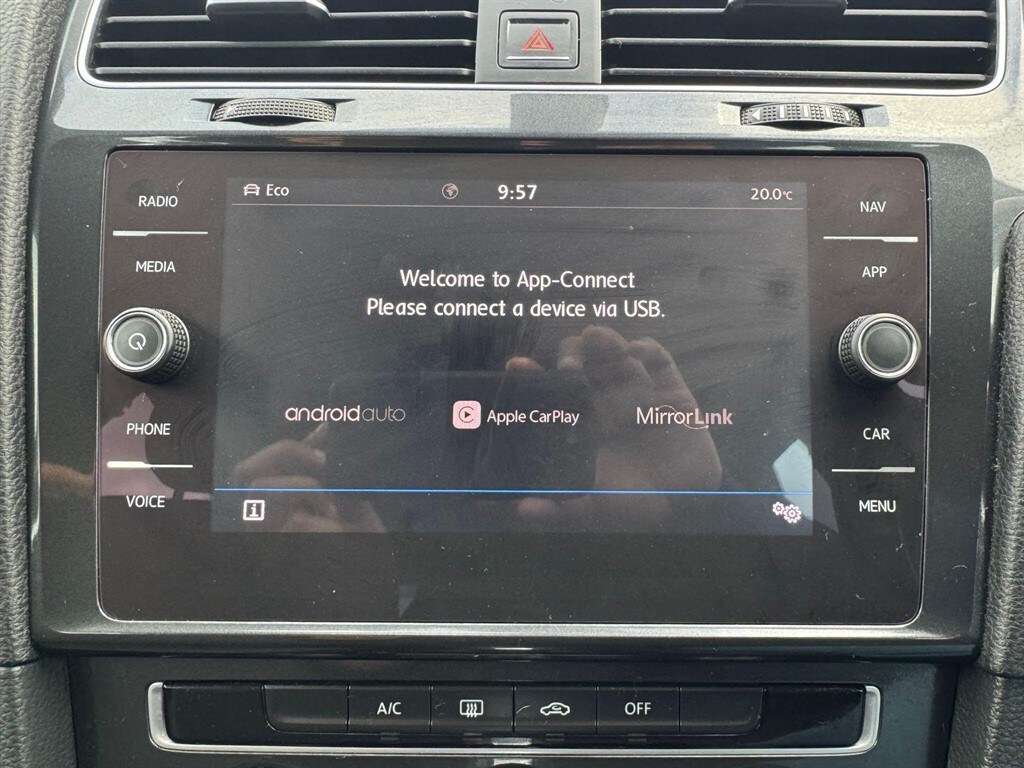 RADIO
MEDIA
PHONE
VOICE
Eco
9:57
20.0°C
Welcome to App-Connect
Please connect a device via USB.
androidauto
Apple CarPlay
MirrorLink
i
NAV
APP
CAR
MENU
A/C
OFF